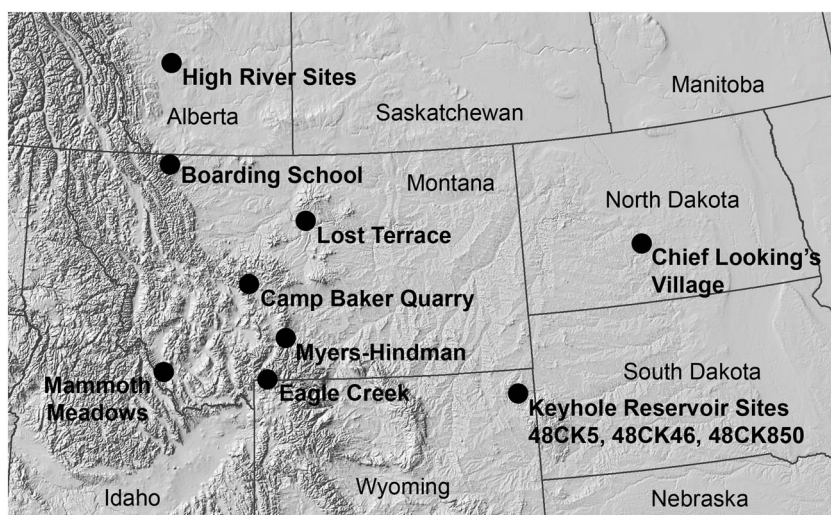 High River Sites
Alberta
Saskatchewan
Manitoba
Boarding School
Montana
North Dakota
Lost Terrace
Chief Looking's
Village
Camp Baker Quarry
Myers-Hindman
Mammoth
Meadows
Eagle Creek
South Dakota
Keyhole Reservoir Sites
48CK5, 48CK46, 48CK850
Idaho
Wyoming
Nebraska